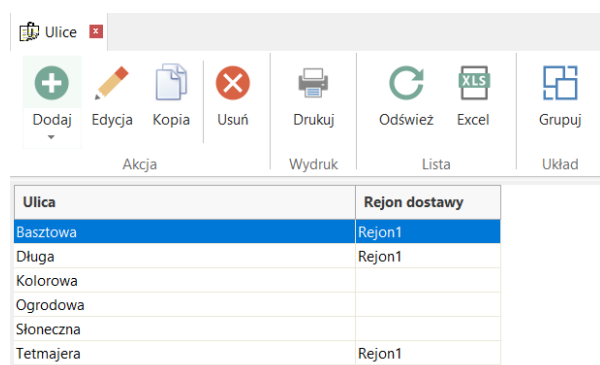 Ulice
XLS
Dodaj Edycja Kopia Usuń Drukuj Odśwież Excel Grupuj
Akcja Wydruk Lista Układ
Ulica Rejon dostawy
Basztowa Rejon1
Długa Rejon1
Kolorowa
Ogrodowa
Słoneczna
Tetmajera Rejon1